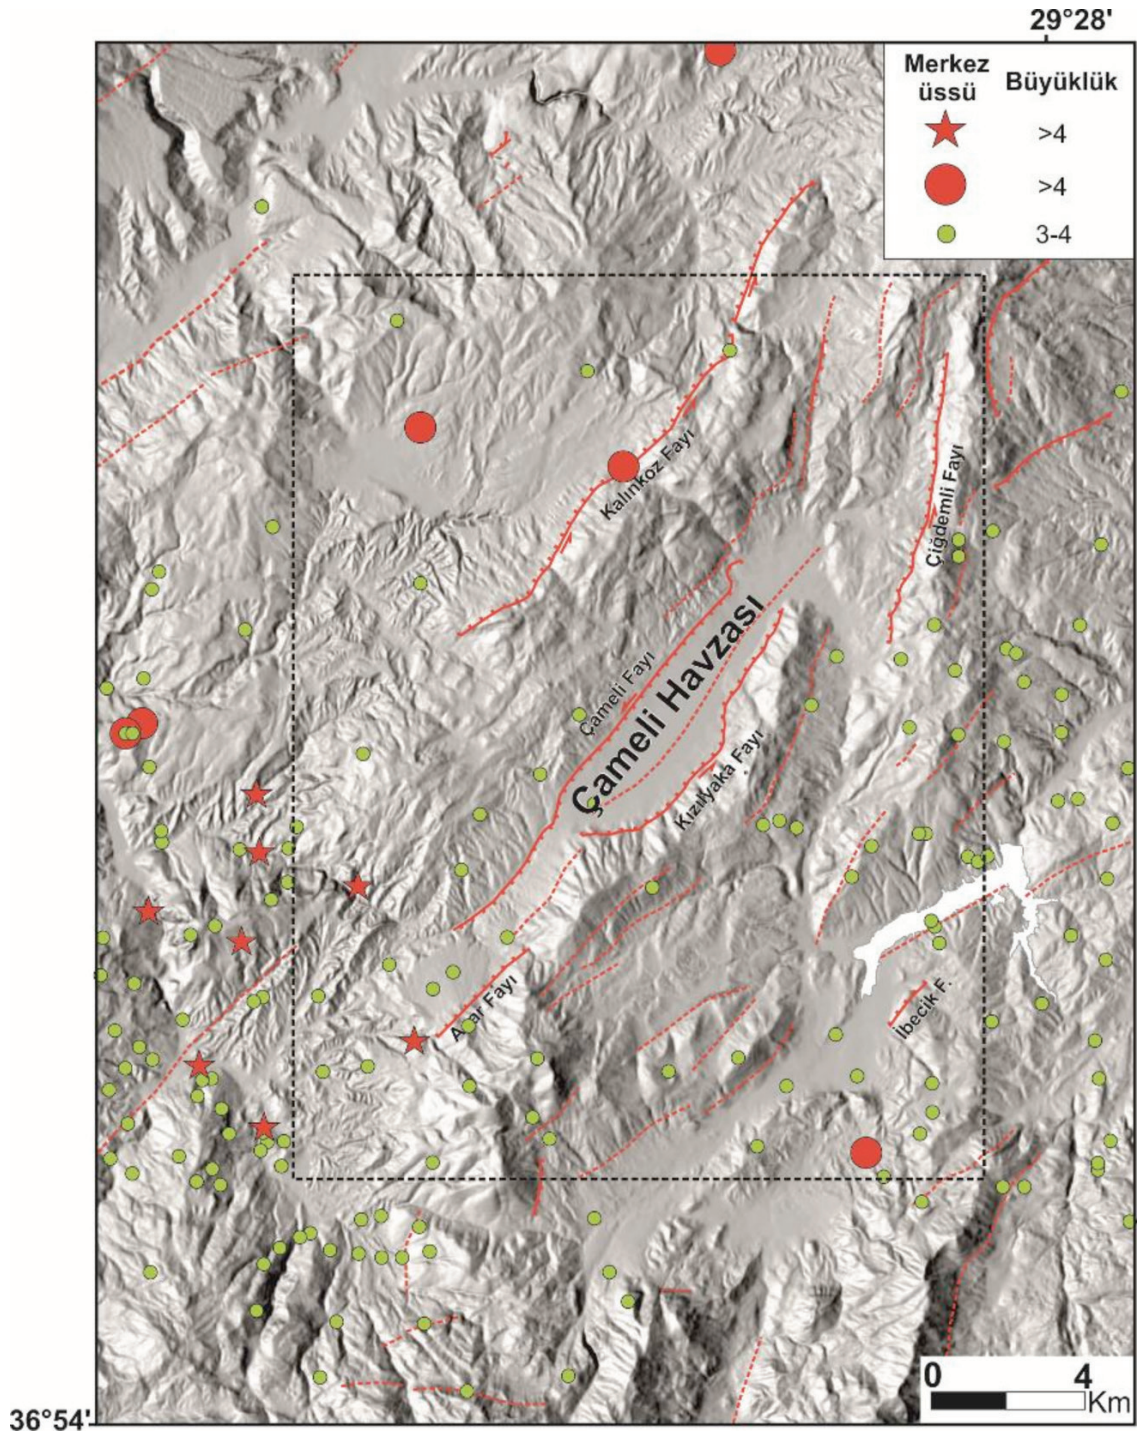 29°28'
Merkez üssü
Büyüklük
>4
>4
3-4
Kalınkoz Fayı
Çiğdemli Fayı
Çameli Fayı
Çameli Havzası
Kızılyaka Fayı
Acar Fayı
İbecik F.
0
4
Km
36°54'